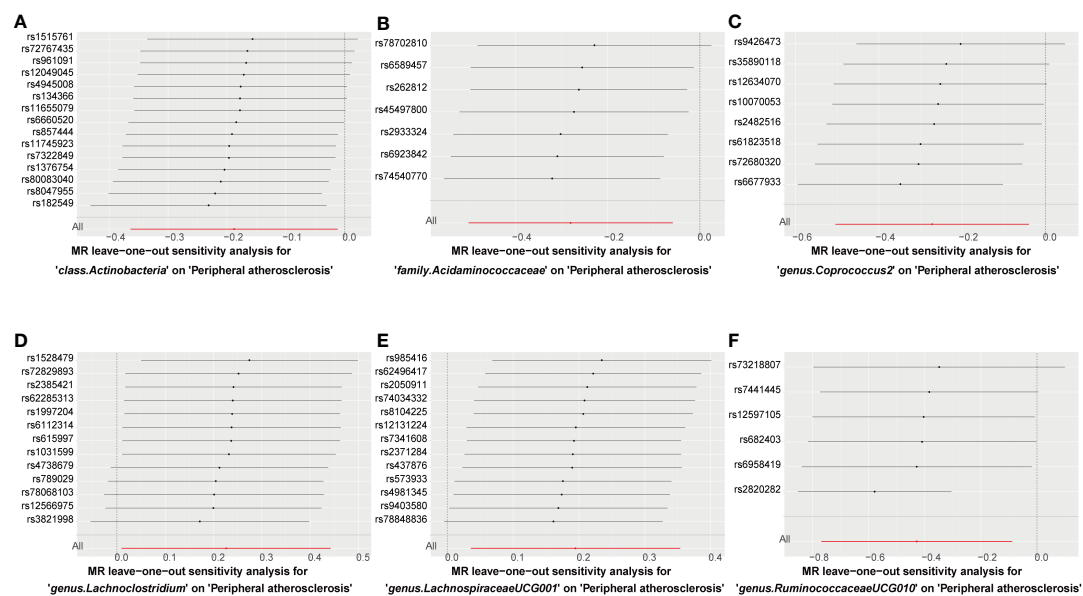 A
rs1515761
rs72767435
rs961091
rs12049045
rs4945008
rs134366
rs11655079
rs6660520
rs857444
rs11745923
rs7322849
rs1376754
rs80083040
rs8047955
rs182549
All
−0.4 −0.3 −0.2 −0.1 0.0
MR leave−one−out sensitivity analysis for
'class.Actinobacteria' on 'Peripheral atherosclerosis'
B
rs78702810
rs6589457
rs262812
rs45497800
rs2933324
rs6923842
rs74540770
All
−0.4 −0.2 0.0
MR leave−one−out sensitivity analysis for
'family.Acidaminococcaceae' on 'Peripheral atherosclerosis'
C
rs9426473
rs35890118
rs12634070
rs10070053
rs2482516
rs61823518
rs72680320
rs6677933
All
−0.6 −0.4 −0.2 0.0
MR leave−one−out sensitivity analysis for
'genus.Coprococcus2' on 'Peripheral atherosclerosis'
D
rs1528479
rs72829893
rs2385421
rs62285313
rs1997204
rs6112314
rs615997
rs1031599
rs4738679
rs789029
rs78068103
rs12566975
rs3821998
All
0.0 0.1 0.2 0.3 0.4 0.5
MR leave−one−out sensitivity analysis for
'genus.Lachnoclostridium' on 'Peripheral atherosclerosis'
E
rs985416
rs62496417
rs2050911
rs74034332
rs8104225
rs12131224
rs7341608
rs2371284
rs437876
rs573933
rs4981345
rs9403580
rs78848836
All
0.0 0.1 0.2 0.3 0.4
MR leave−one−out sensitivity analysis for
'genus.LachnospiraceaeUCG001' on 'Peripheral atherosclerosis'
F
rs73218807
rs7441445
rs12597105
rs682403
rs6958419
rs2820282
All
−0.8 −0.6 −0.4 −0.2 0.0
MR leave−one−out sensitivity analysis for
'genus.RuminococcaceaeUCG010' on 'Peripheral atherosclerosis'